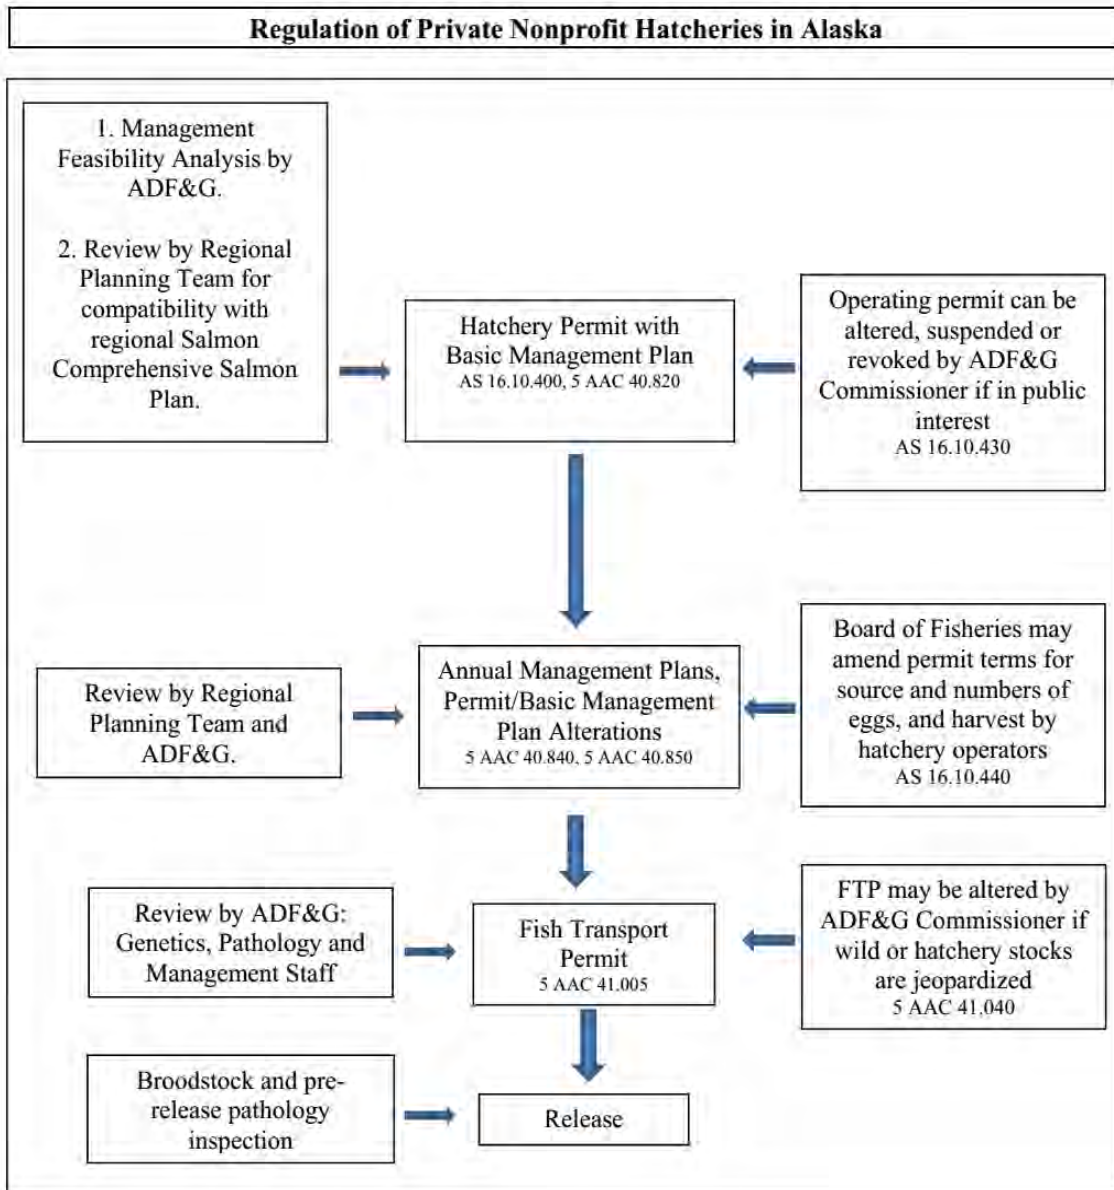 Regulation of Private Nonprofit Hatcheries in Alaska
1. Management
Feasibility Analysis by
ADF&G.
2. Review by Regional
Planning Team for
compatibility with
regional Salmon
Comprehensive Salmon
Plan.
Hatchery Permit with
Basic Management Plan
AS 16.10.400, 5 AAC 40.820
Operating permit can be
altered, suspended or
revoked by ADF&G
Commissioner if in public
interest
AS 16.10.430
Review by Regional
Planning Team and
ADF&G.
Annual Management Plans,
Permit/Basic Management
Plan Alterations
5 AAC 40.840, 5 AAC 40.850
Board of Fisheries may
amend permit terms for
source and numbers of
eggs, and harvest by
hatchery operators
AS 16.10.440
Review by ADF&G:
Genetics, Pathology and
Management Staff
Fish Transport
Permit
5 AAC 41.005
FTP may be altered by
ADF&G Commissioner if
wild or hatchery stocks
are jeopardized
5 AAC 41.040
Broodstock and pre-
release pathology
inspection
Release